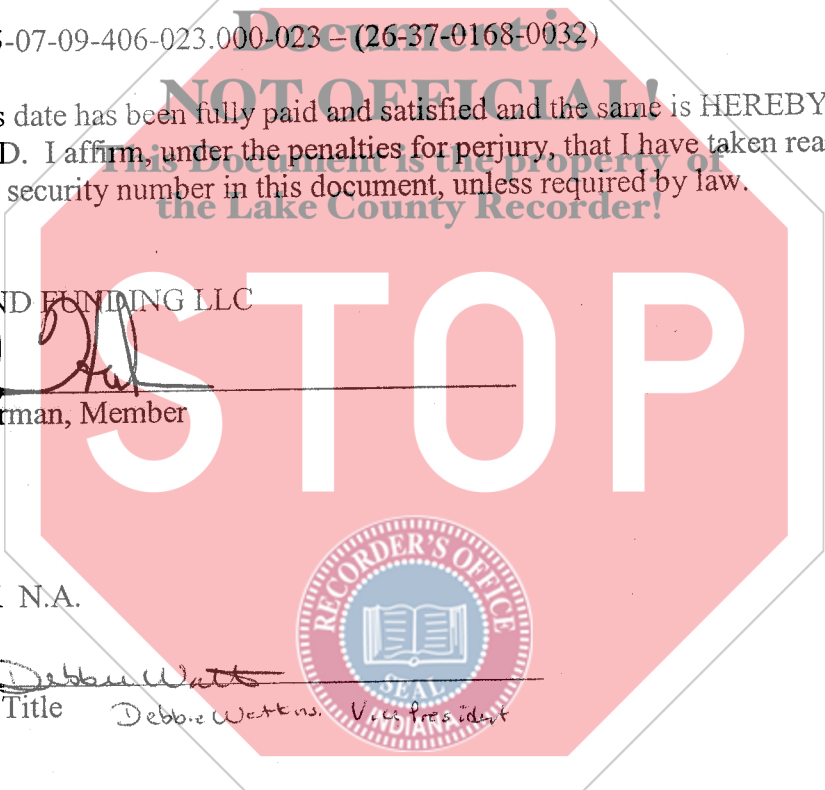 Document is
-07-09-406-023.000-023 – (26-37-0168-0032)
NOT OFFICIAL!
s date has been fully paid and satisfied and the same is HEREBY
D. I affirm, under the penalties for perjury, that I have taken rea
This Document is the property of
security number in this document, unless required by law.
the Lake County Recorder!
ND FUNDING LLC
STOP
rman, Member
RECORDER'S OFFICE
N.A.
SEAL
INDIANA
Debbie Watkins. Vice President
Title